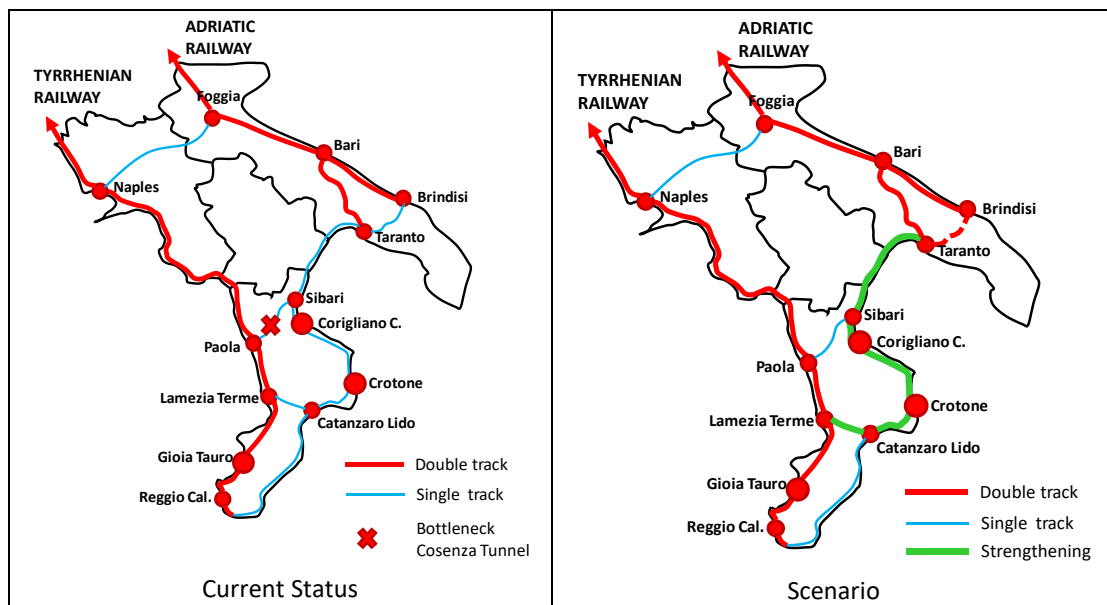 ADRIATIC
RAILWAY
TYRRHENIAN
RAILWAY
Foggia
Bari
Naples
Brindisi
Taranto
Sibari
Corigliano C.
Paola
Crotone
Lamezia Terme
Catanzaro Lido
Gioia Tauro
Reggio Cal.
Double track
Single track
Bottleneck
Cosenza Tunnel
Current Status
ADRIATIC
RAILWAY
TYRRHENIAN
RAILWAY
Foggia
Bari
Naples
Brindisi
Taranto
Sibari
Corigliano C.
Paola
Crotone
Lamezia Terme
Catanzaro Lido
Gioia Tauro
Reggio Cal.
Double track
Single track
Strengthening
Scenario